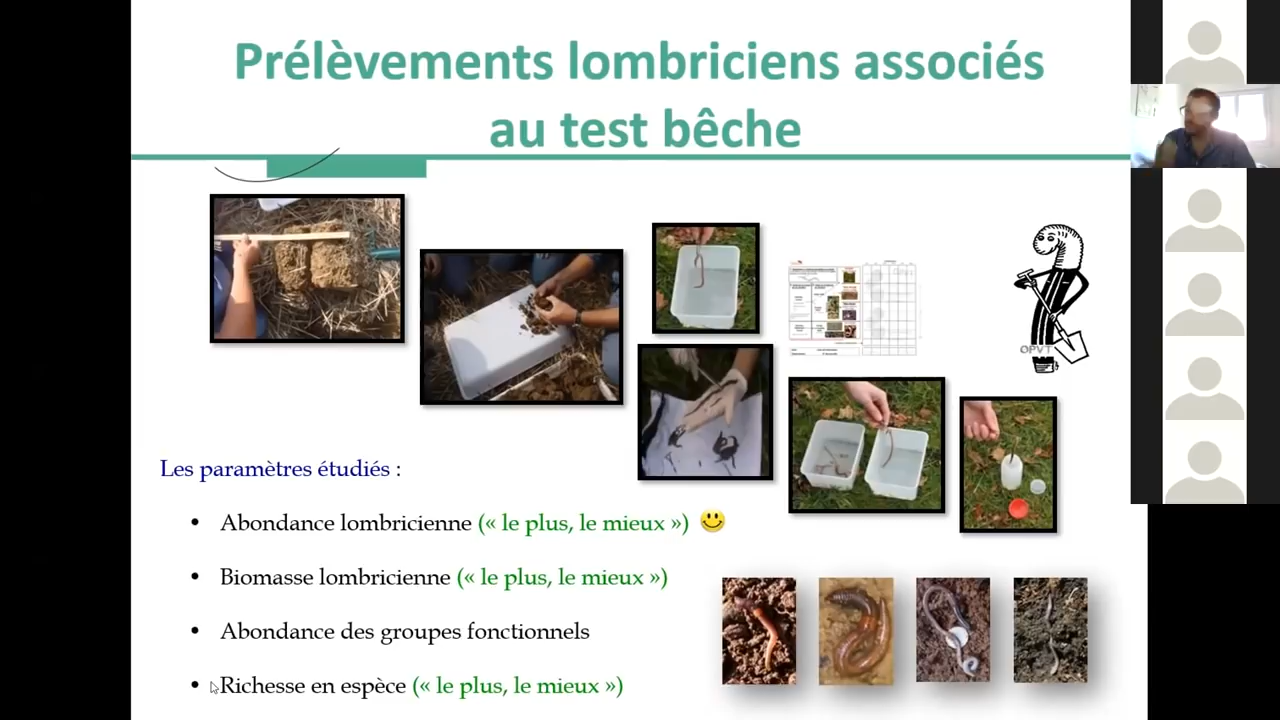 Prélèvements lombriciens associés
au test bêche
OPVT
Les paramètres étudiés :
• Abondance lombricienne (« le plus, le mieux »)
• Biomasse lombricienne (« le plus, le mieux »)
• Abondance des groupes fonctionnels
• Richesse en espèce (« le plus, le mieux »)